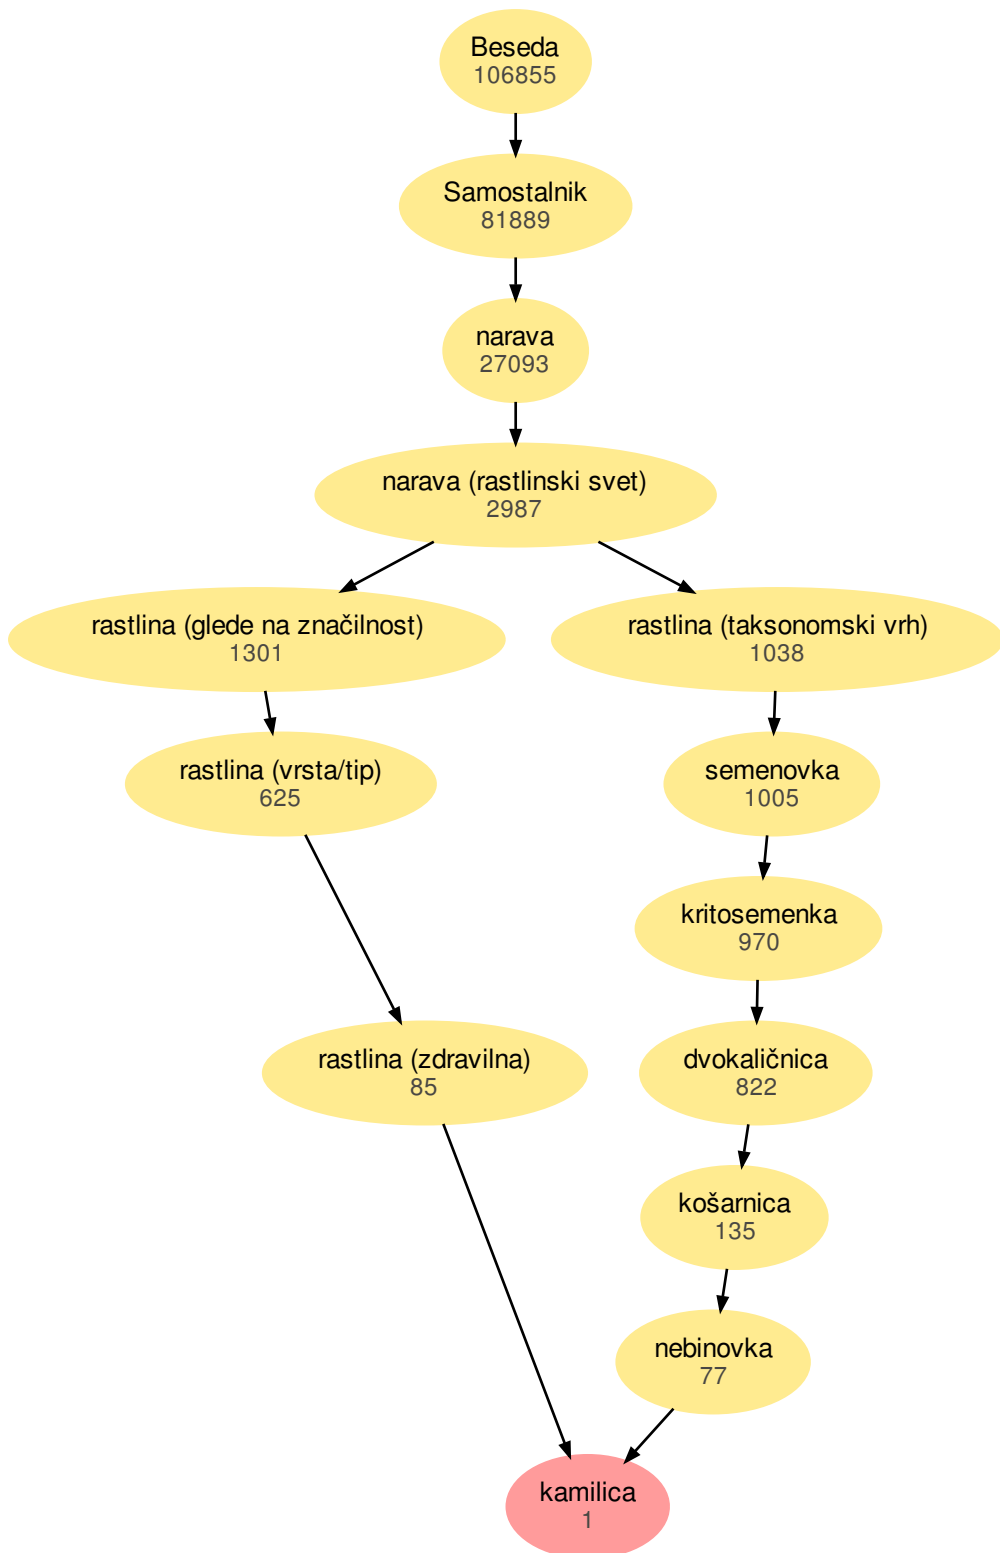 Beseda
106855
Samostalnik
81889
narava
27093
narava (rastlinski svet)
2987
rastlina (glede na značilnost)
1301
rastlina (taksonomski vrh)
1038
rastlina (vrsta/tip)
625
semenovka
1005
kritosemenka
970
rastlina (zdravilna)
85
dvokaličnica
822
košarnica
135
nebinovka
77
kamilica
1